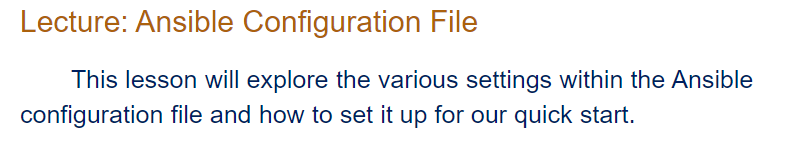 Lecture: Ansible Configuration File
This lesson will explore the various settings within the Ansible
configuration file and how to set it up for our quick start.